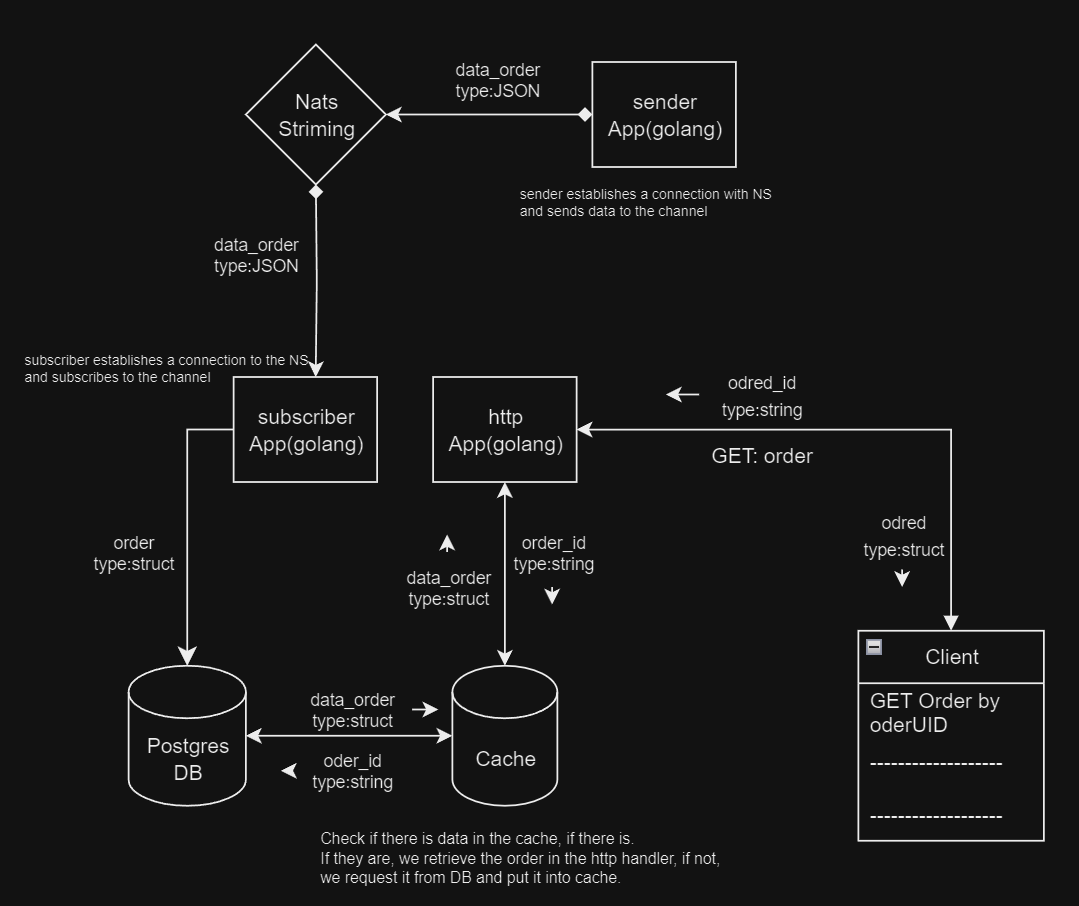 data_order
type:JSON
Nats
Striming
sender
App(golang)
sender establishes a connection with NS
and sends data to the channel
data_order
type:JSON
subscriber establishes a connection to the NS
and subscribes to the channel
subscriber
App(golang)
http
App(golang)
odred_id
type:string
GET: order
order
type:struct
data_order
type:struct
order_id
type:string
odred
type:struct
Client
GET Order by
oderUID
--------------------
--------------------
Postgres
DB
data_order
type:struct
oder_id
type:string
Cache
Check if there is data in the cache, if there is.
If they are, we retrieve the order in the http handler, if not,
we request it from DB and put it into cache.